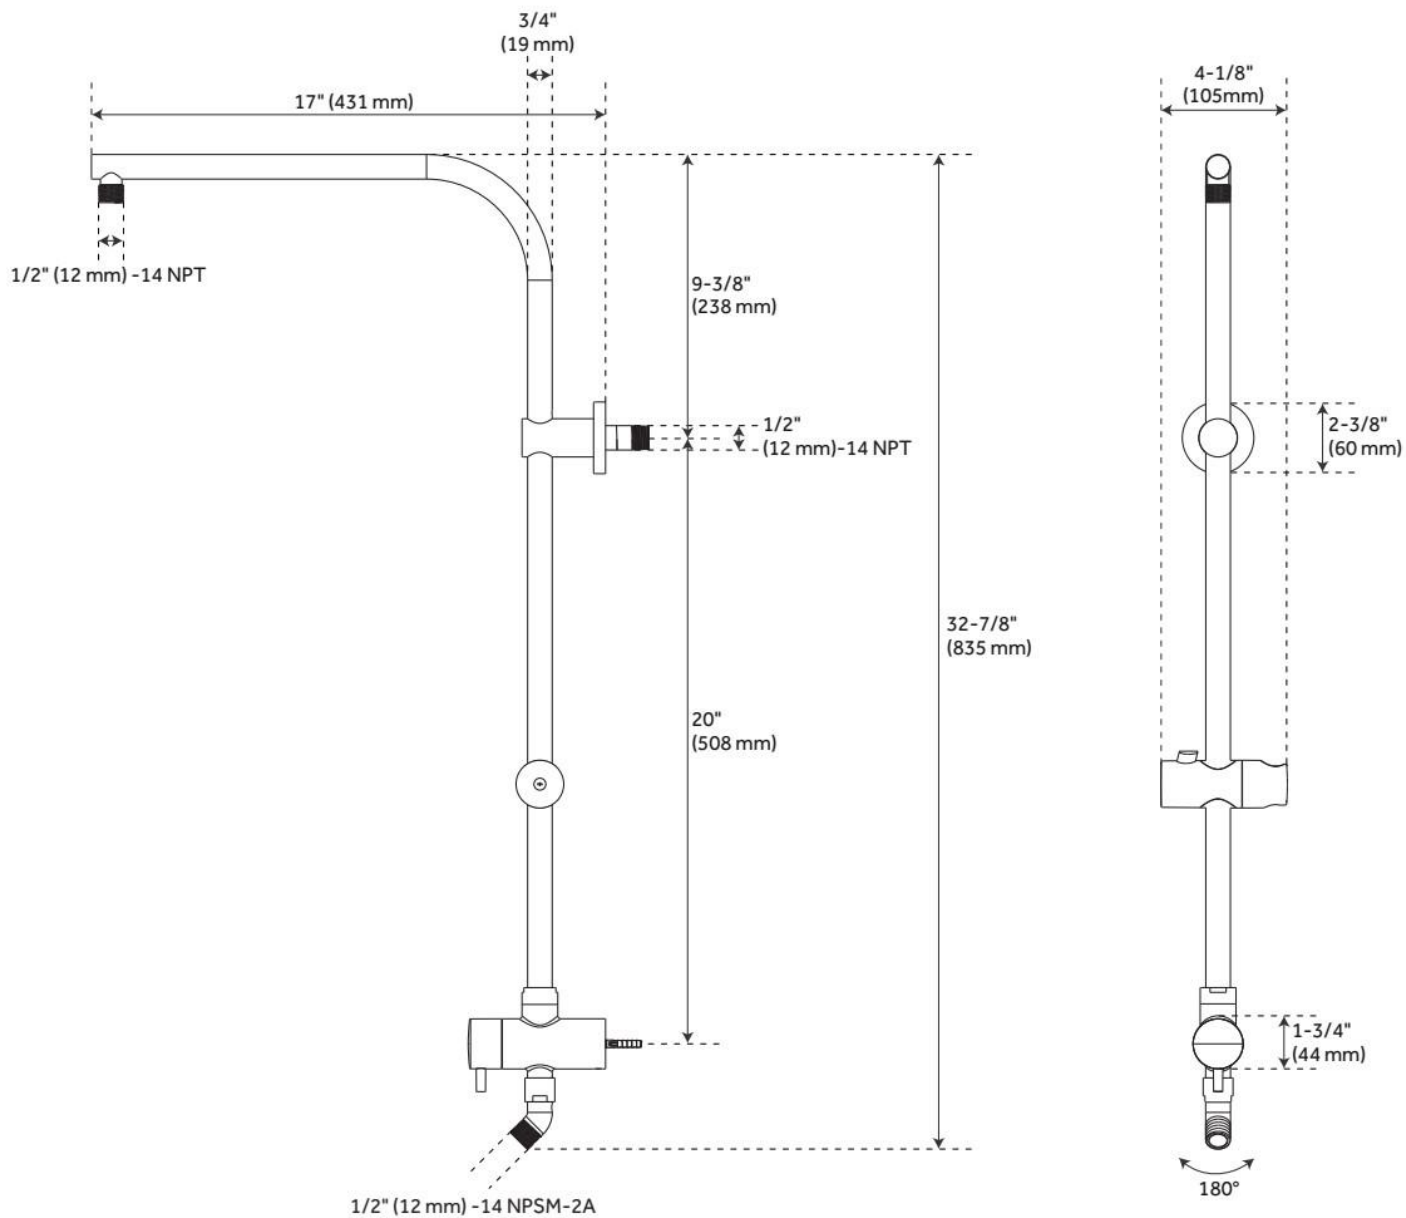 3/4"
(19 mm)
17" (431 mm)
4-1/8"
(105mm)
1/2" (12 mm) -14 NPT
9-3/8"
(238 mm)
1/2"
(12 mm)-14 NPT
2-3/8"
(60 mm)
32-7/8"
(835 mm)
20"
(508 mm)
1-3/4"
(44 mm)
180°
1/2" (12 mm) -14 NPSM-2A